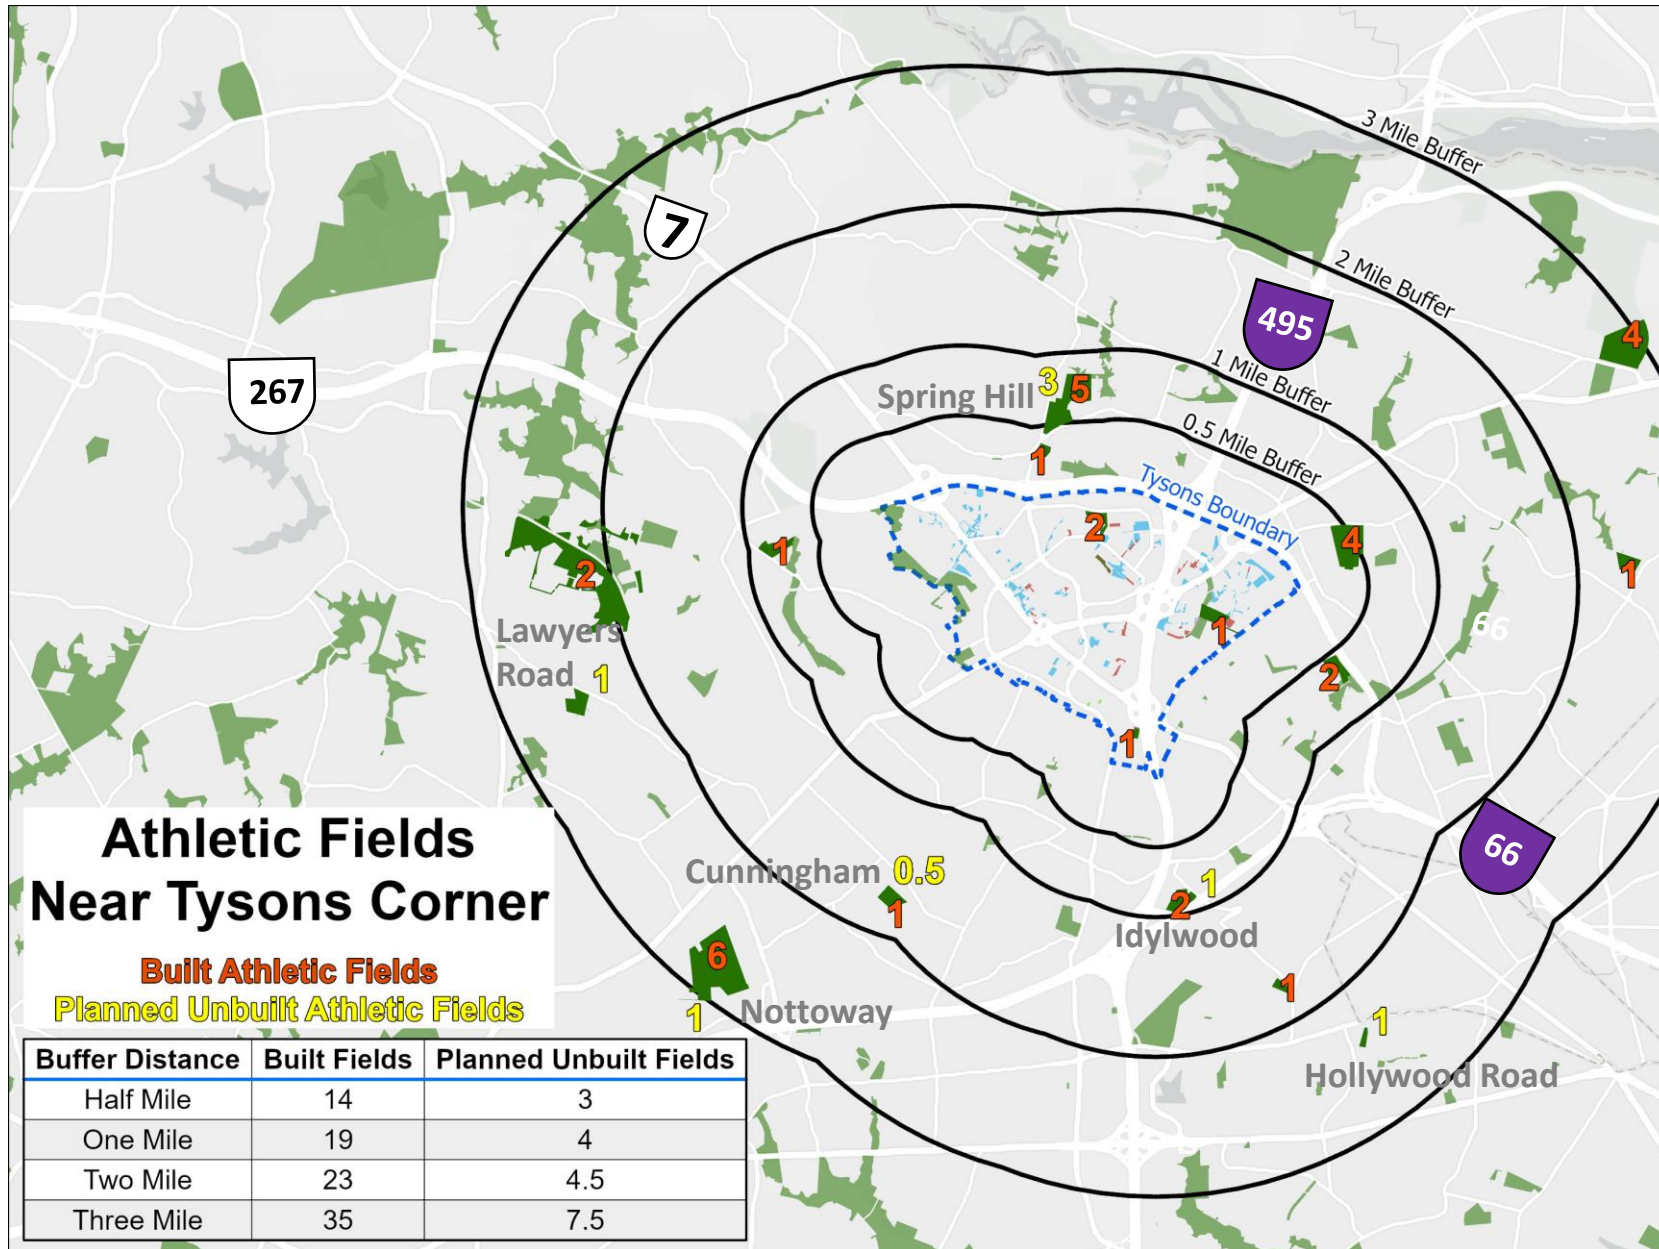 3 Mile Buffer
7
2 Mile Buffer
495
4
267
1 Mile Buffer
Spring Hill 3 5
0.5 Mile Buffer
1
Tysons Boundary
2
4
1
2
1
1
66
Lawyers
Road 1
2
1
Athletic Fields
Near Tysons Corner
Built Athletic Fields
Planned Unbuilt Athletic Fields
66
Cunningham 0.5
1
1
2
Idylwood
6
1
Nottoway
1
1
Hollywood Road
Buffer Distance Built Fields Planned Unbuilt Fields
Half Mile 14 3
One Mile 19 4
Two Mile 23 4.5
Three Mile 35 7.5